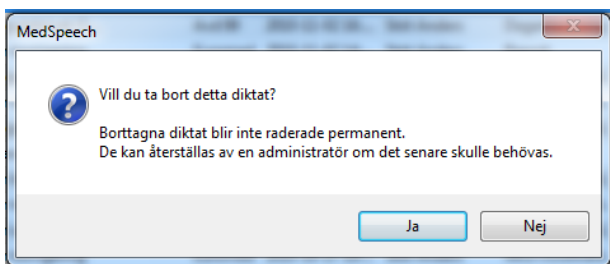 MedSpeech
Vill du ta bort detta diktat?
Borttagna diktat blir inte raderade permanent.
De kan återställas av en administratör om det senare skulle behövas.
Ja
Nej